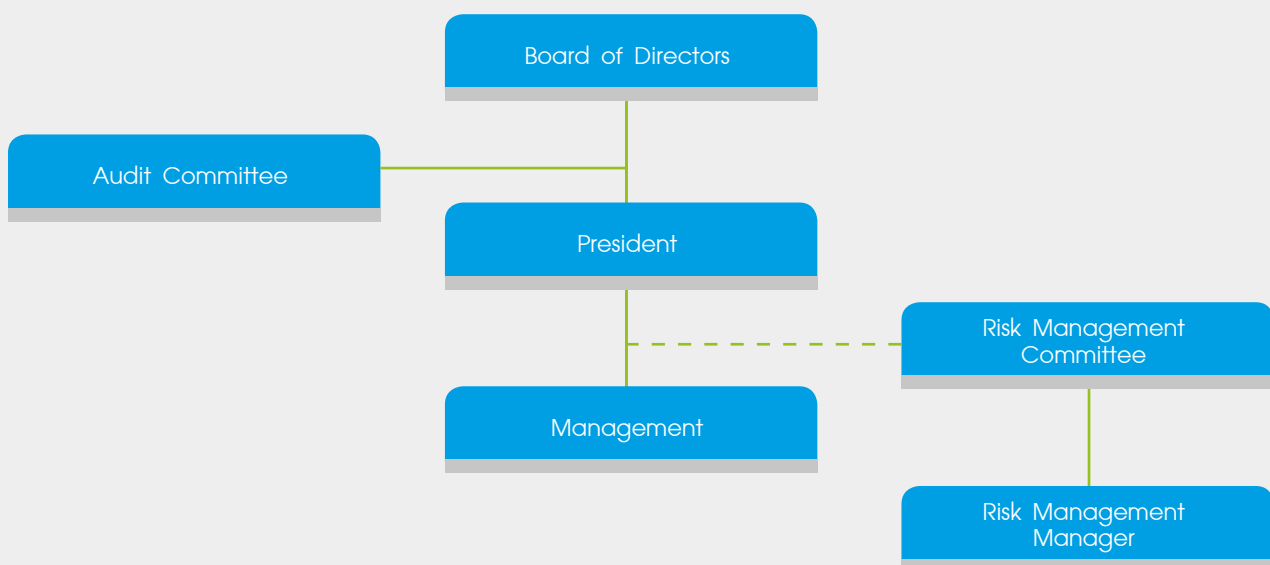 Board of Directors
Audit Committee
President
Risk Management
Committee
Management
Risk Management
Manager